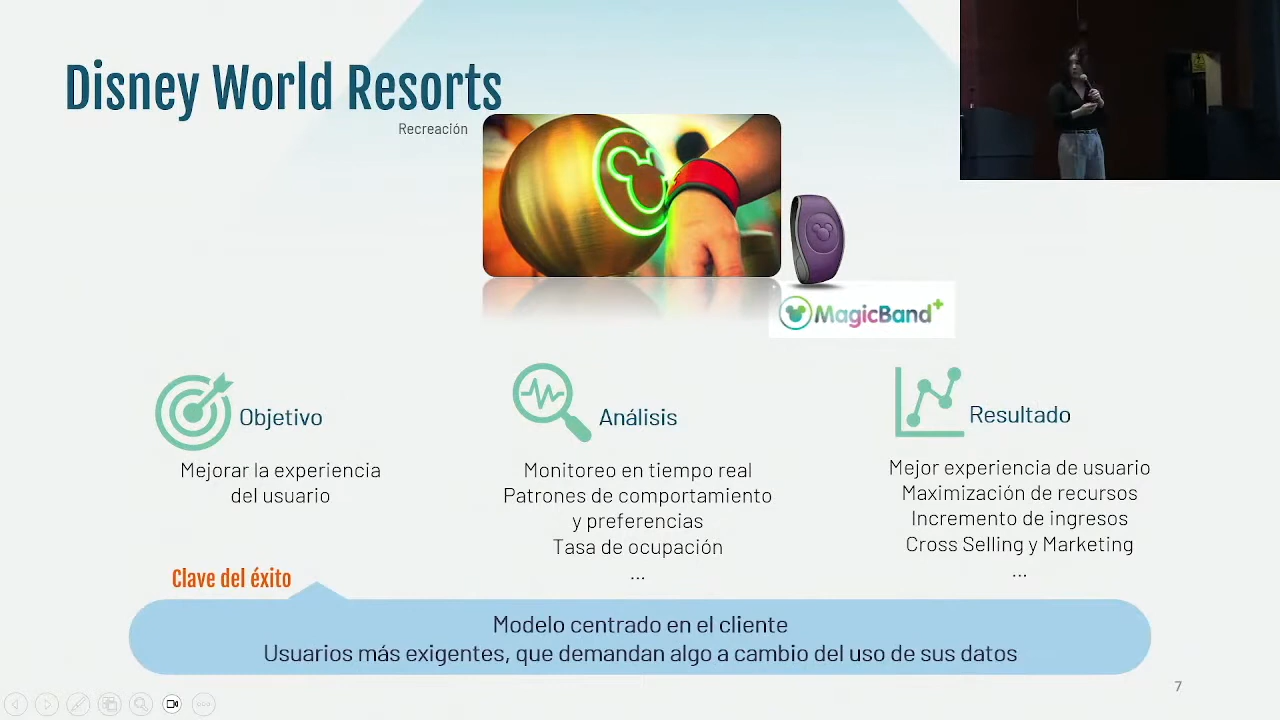 Disney World Resorts
Recreación
MagicBand+
Objetivo
Mejorar la experiencia
del usuario
Análisis
Monitoreo en tiempo real
Patrones de comportamiento
y preferencias
Tasa de ocupación
...
Resultado
Mejor experiencia de usuario
Maximización de recursos
Incremento de ingresos
Cross Selling y Marketing
...
Clave del éxito
Modelo centrado en el cliente
Usuarios más exigentes, que demandan algo a cambio del uso de sus datos
7